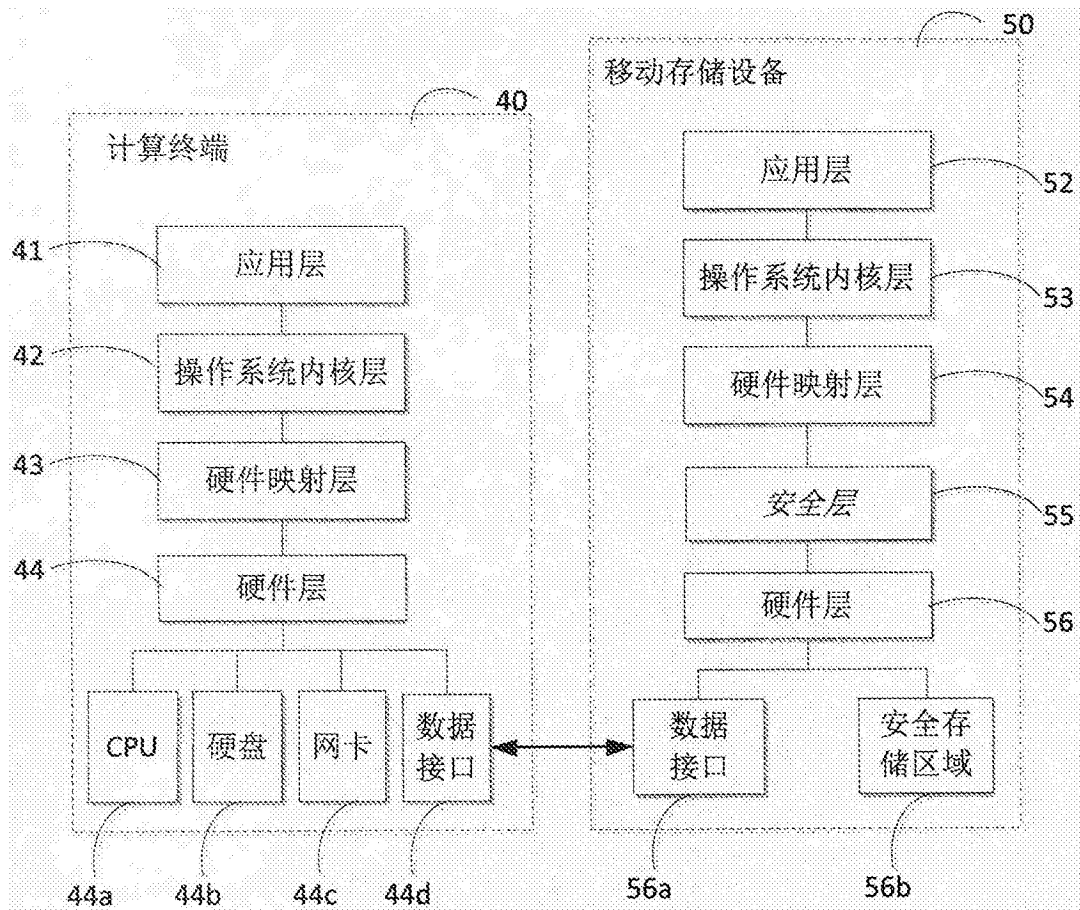 50
移动存储设备
40
计算终端
应用层
52
41
应用层
操作系统内核层
53
42
操作系统内核层
硬件映射层
54
43
硬件映射层
安全层
55
44
硬件层
硬件层
56
CPU
硬盘
网卡
数据
接口
数据
接口
安全存
储区域
44a
44b
44c
44d
56a
56b